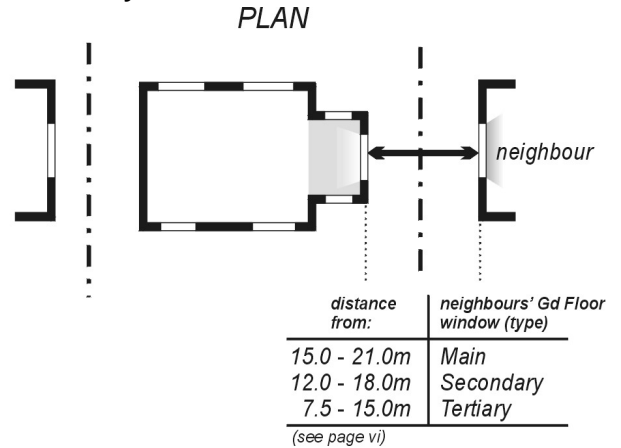 PLAN
neighbour
distance from:
neighbours' Gd Floor window (type)
15.0 - 21.0m Main
12.0 - 18.0m Secondary
7.5 - 15.0m Tertiary
(see page vi)